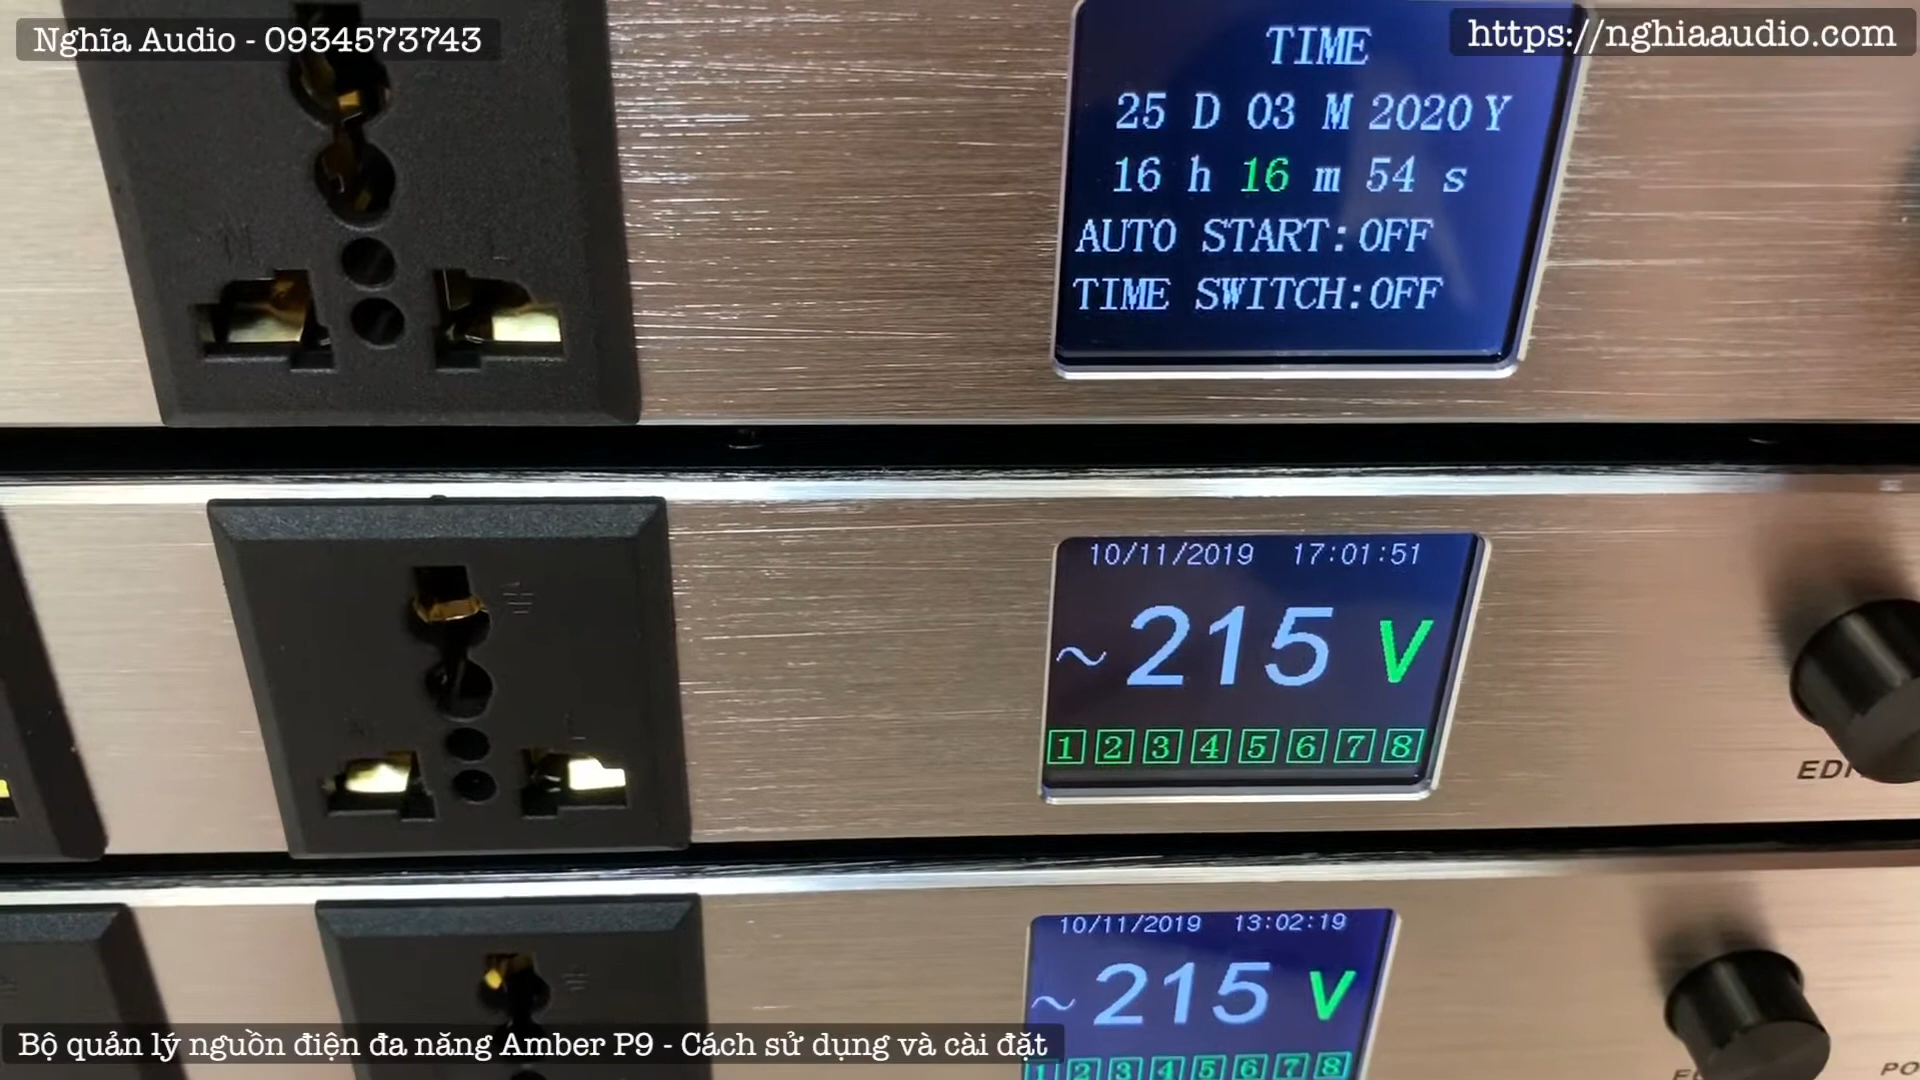 Nghĩa Audio - 0934573743
https://nghiaaudio.com
TIME
25 D 03 M 2020 Y
16 h 16 m 54 s
AUTO START:OFF
TIME SWITCH:OFF
10/11/2019 17:01:51
~215 V
1 2 3 4 5 6 7 8
10/11/2019 13:02:19
~215 V
1 2 3 4 5 6 7 8
Bộ quản lý nguồn điện đa năng Amber P9 - Cách sử dụng và cài đặt